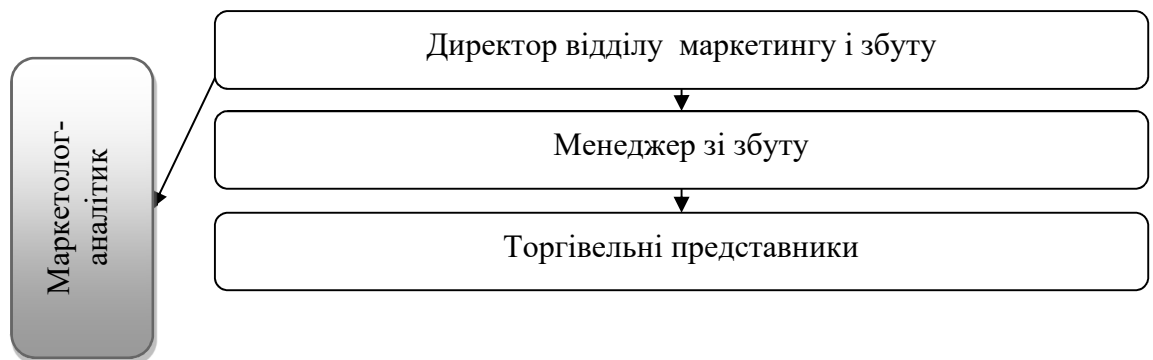 Директор відділу маркетингу і збуту
Менеджер зі збуту
Торгівельні представники
Маркетолог-
аналітик